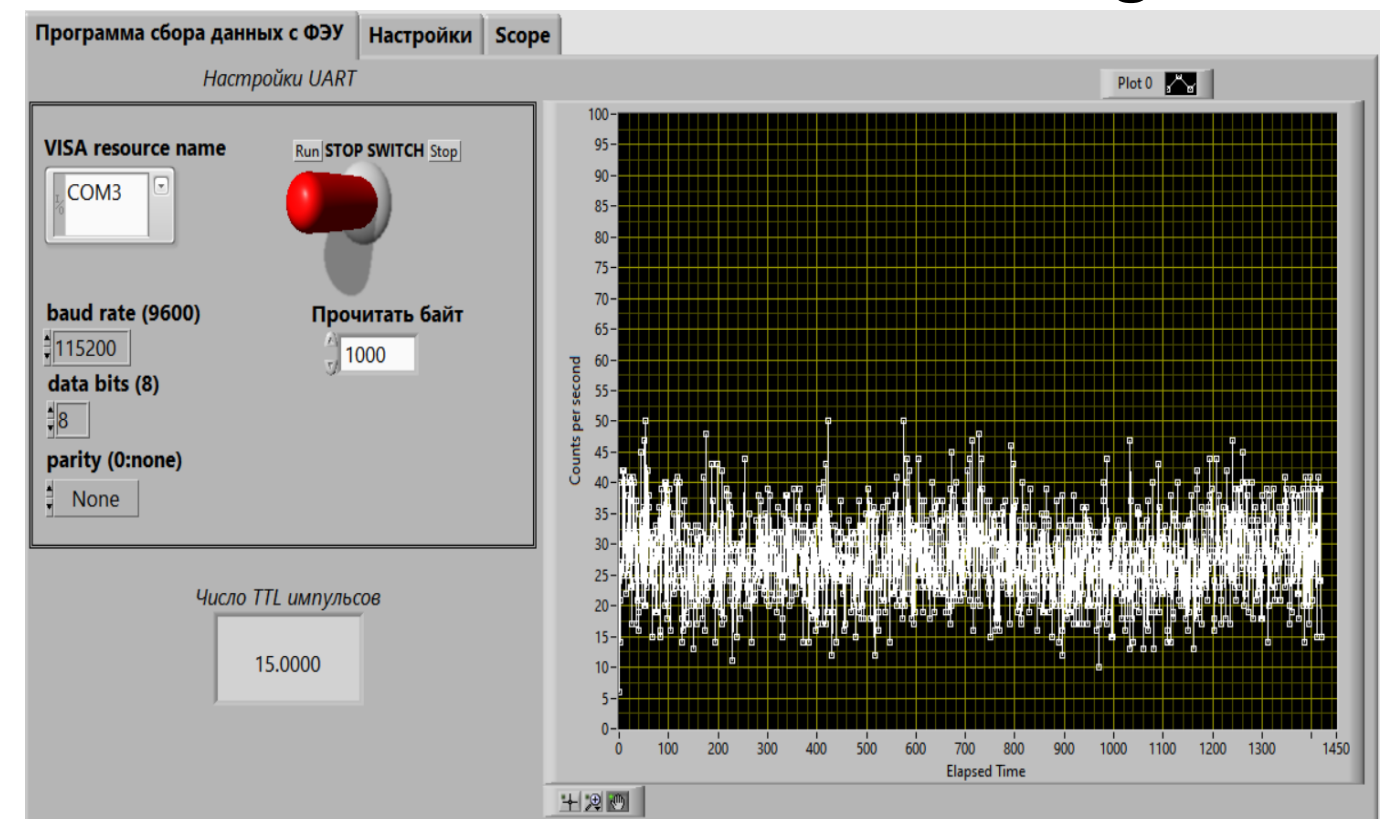 Программа сбора данных с ФЭУ
Настройки
Scope
Настройки UART
Plot 0
VISA resource name
Run STOP SWITCH Stop
I/O
COM3
baud rate (9600)
Прочитать байт
115200
1000
data bits (8)
8
parity (0:none)
None
Число TTL импульсов
15.0000
Counts per second
100
95
90
85
80
75
70
65
60
55
50
45
40
35
30
25
20
15
10
5
0
0 100 200 300 400 500 600 700 800 900 1000 1100 1200 1300 1450
Elapsed Time